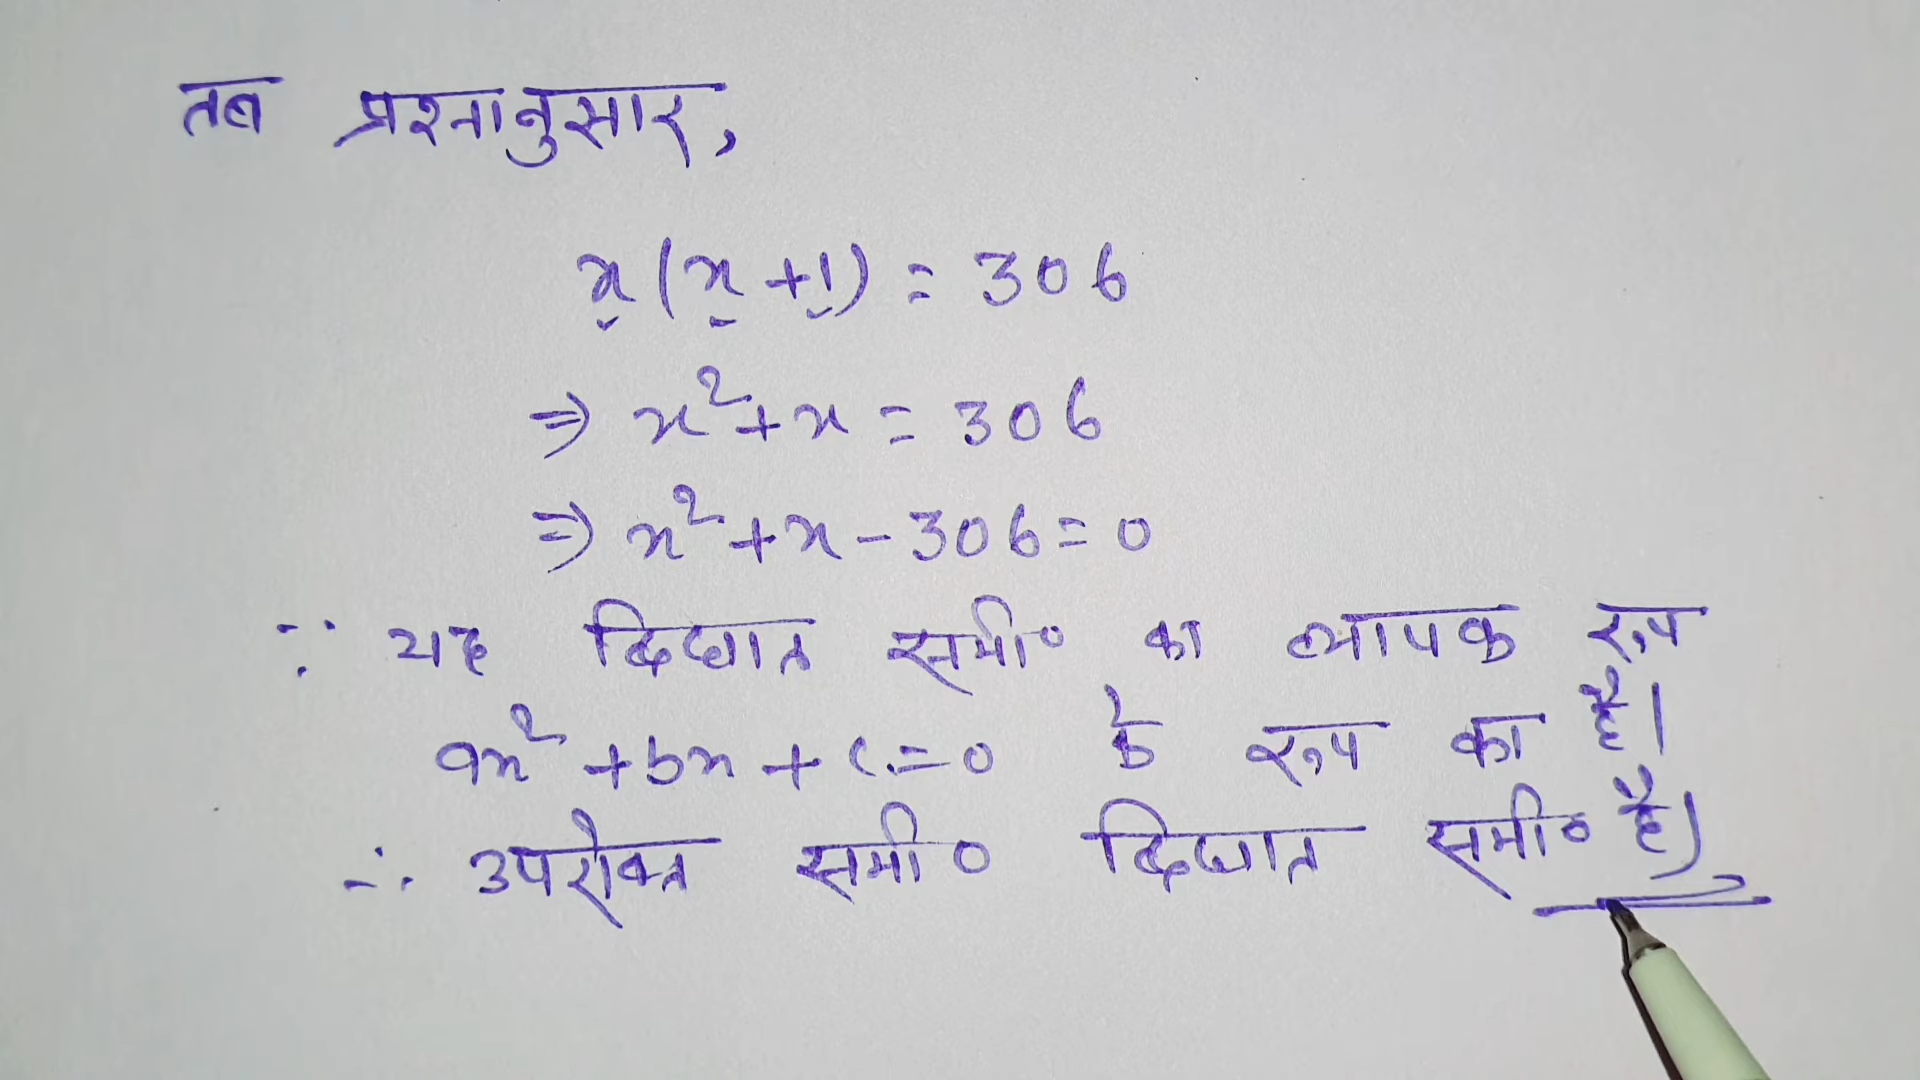 तब प्रश्नानुसार,
x(x+1) = 306
⇒ x²+x = 306
⇒ x²+x-306=0
∵ यह द्विघात समी० का व्यापक रूप
ax²+bx+c=0 के रूप का है।
∴ उपरोक्त समी० द्विघात समी० है।